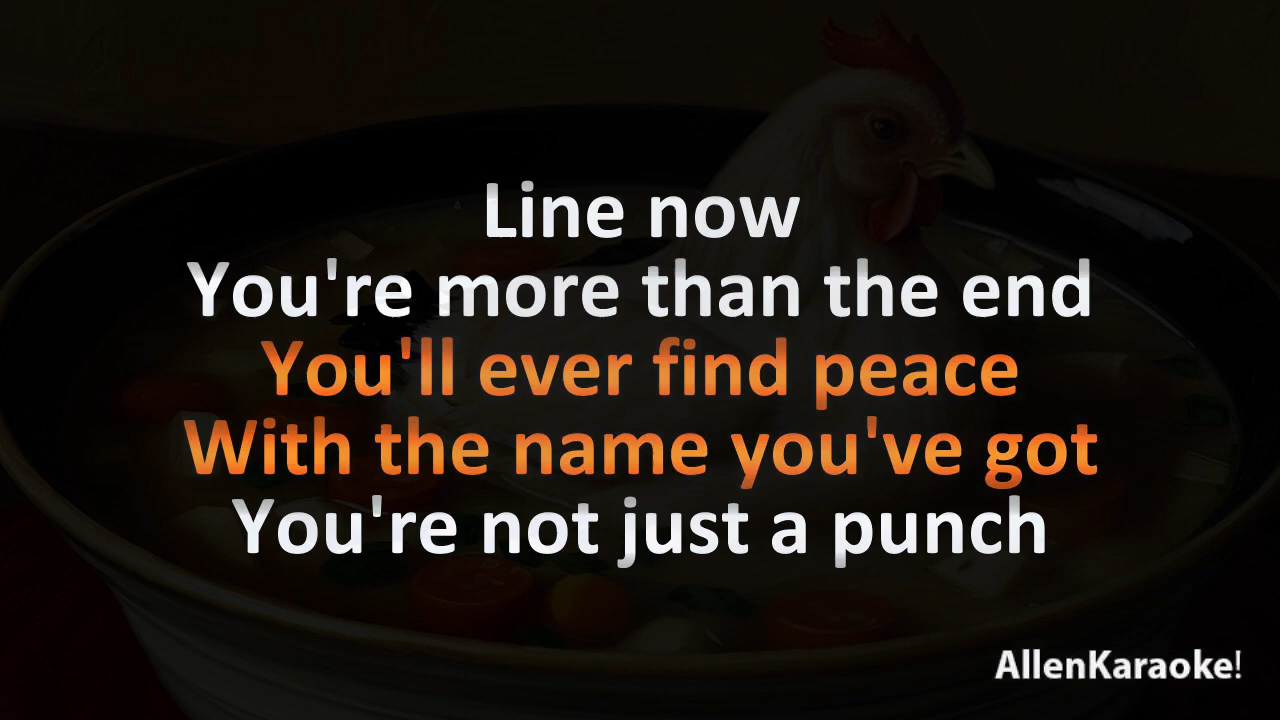 Line now
You're more than the end
You'll ever find peace
With the name you've got
You're not just a punch
AllenKaraoke!